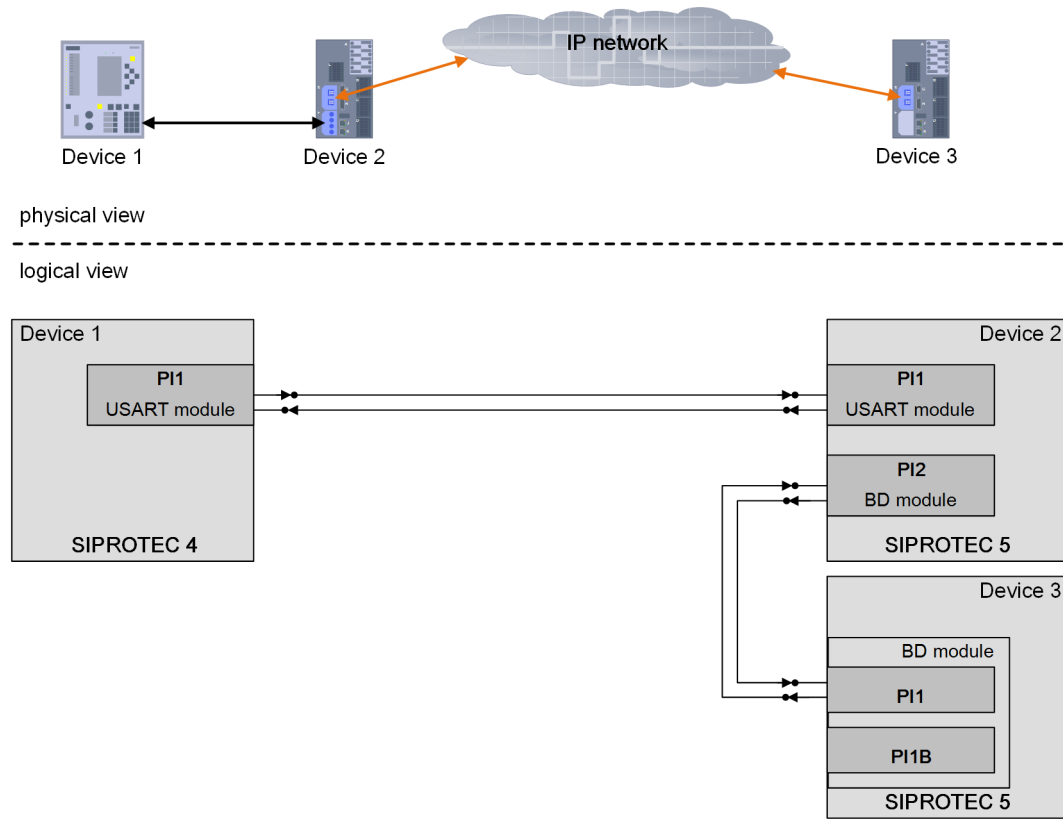 IP network
Device 1
Device 2
Device 3
physical view
logical view
Device 1
PI1
USART module
SIPROTEC 4
Device 2
PI1
USART module
PI2
BD module
SIPROTEC 5
Device 3
BD module
PI1
PI1B
SIPROTEC 5